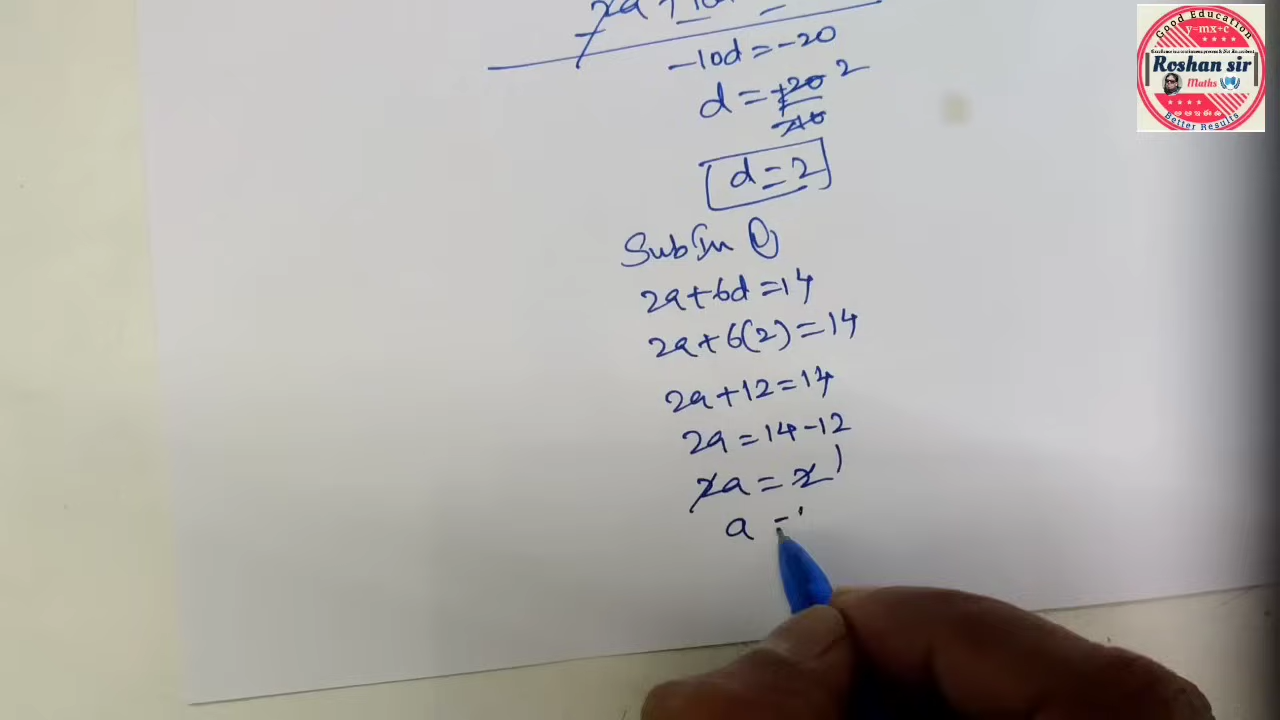 -10d = -20
d = +20 2
-10
d = 2
Sub in ①
2a + 6d = 14
2a + 6(2) = 14
2a + 12 = 14
2a = 14 - 12
2a = 2 1
a =
Good Education
y=mx+c
Roshan sir
Maths
Better Results